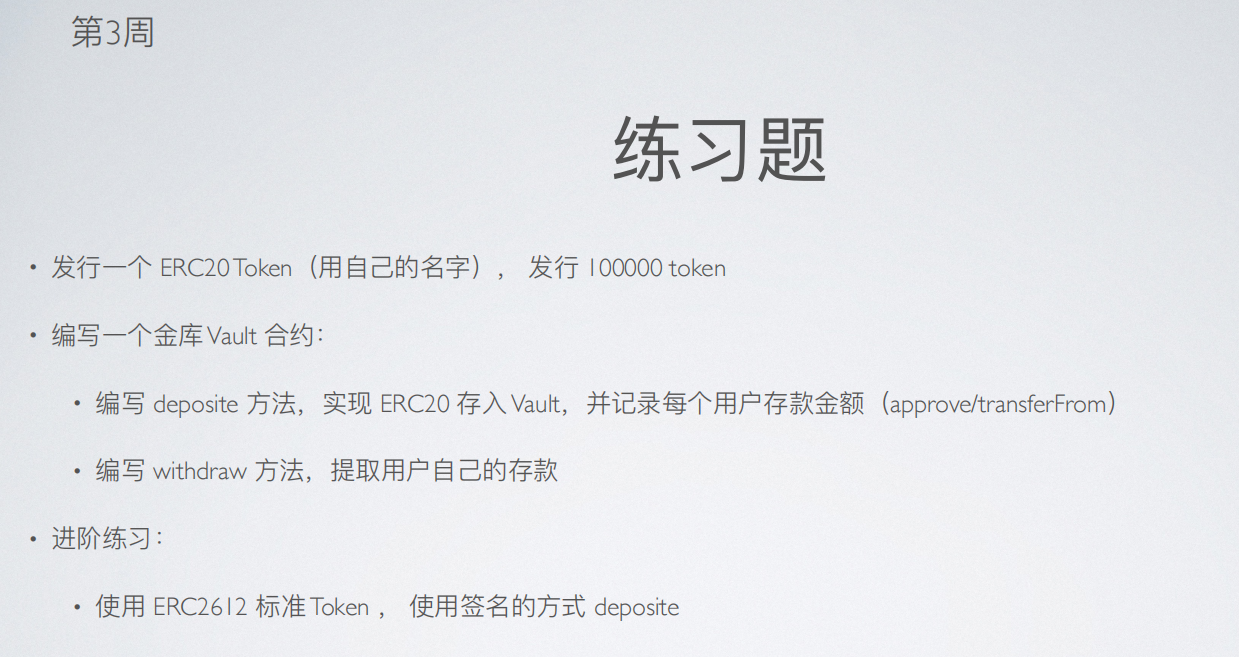 第3周
练习题
• 发行一个 ERC20 Token（用自己的名字）， 发行 100000 token
• 编写一个金库 Vault 合约：
• 编写 deposite 方法，实现 ERC20 存入 Vault，并记录每个用户存款金额（approve/transferFrom）
• 编写 withdraw 方法，提取用户自己的存款
• 进阶练习：
• 使用 ERC2612 标准 Token ， 使用签名的方式 deposite